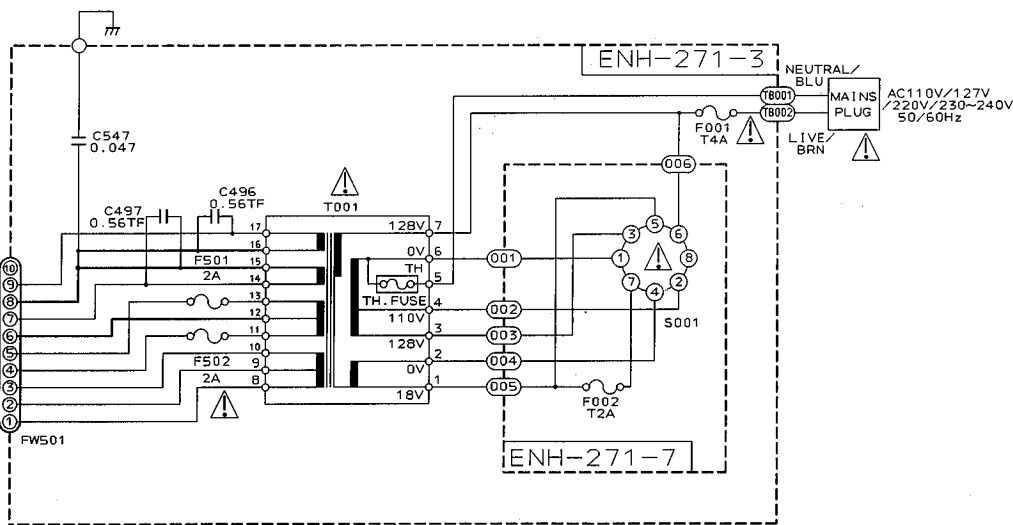 ENH-271-3
NEUTRAL/
BLU
TB001
MAINS
PLUG
AC110V/127V
/220V/230~240V
50/60Hz
TB002
F001
T4A
LIVE/
BRN
C547
0.047
006
C496
0.56TF
C497
0.56TF
T001
17
16
15
14
13
12
11
10
9
8
F501
2A
F502
2A
128V
7
0V
6
TH
5
TH.FUSE
4
110V
3
128V
2
0V
1
18V
001
002
003
004
005
5
3
6
1
8
7
2
4
S001
F002
T2A
10
9
8
7
6
5
4
3
2
1
FW501
ENH-271-7